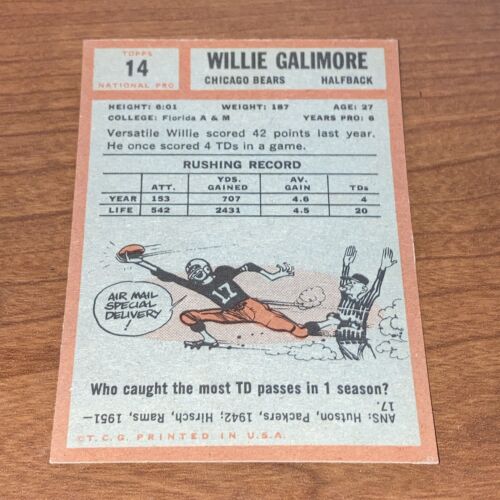 TOPPS
14
NATIONAL PRO
WILLIE GALIMORE
CHICAGO BEARS HALFBACK
HEIGHT: 6:01 WEIGHT: 187 AGE: 27
COLLEGE: Florida A & M YEARS PRO: 6
Versatile Willie scored 42 points last year.
He once scored 4 TDs in a game.
RUSHING RECORD
ATT. YDS. GAINED AV. GAIN TDs
YEAR 153 707 4.6 4
LIFE 542 2431 4.5 20
AIR MAIL
SPECIAL
DELIVERY!
17
Who caught the most TD passes in 1 season?
ANS: Hutson, Packers, 1942; Hirsch, Rams, 1951—
17.
©T.C.G. PRINTED IN U.S.A.